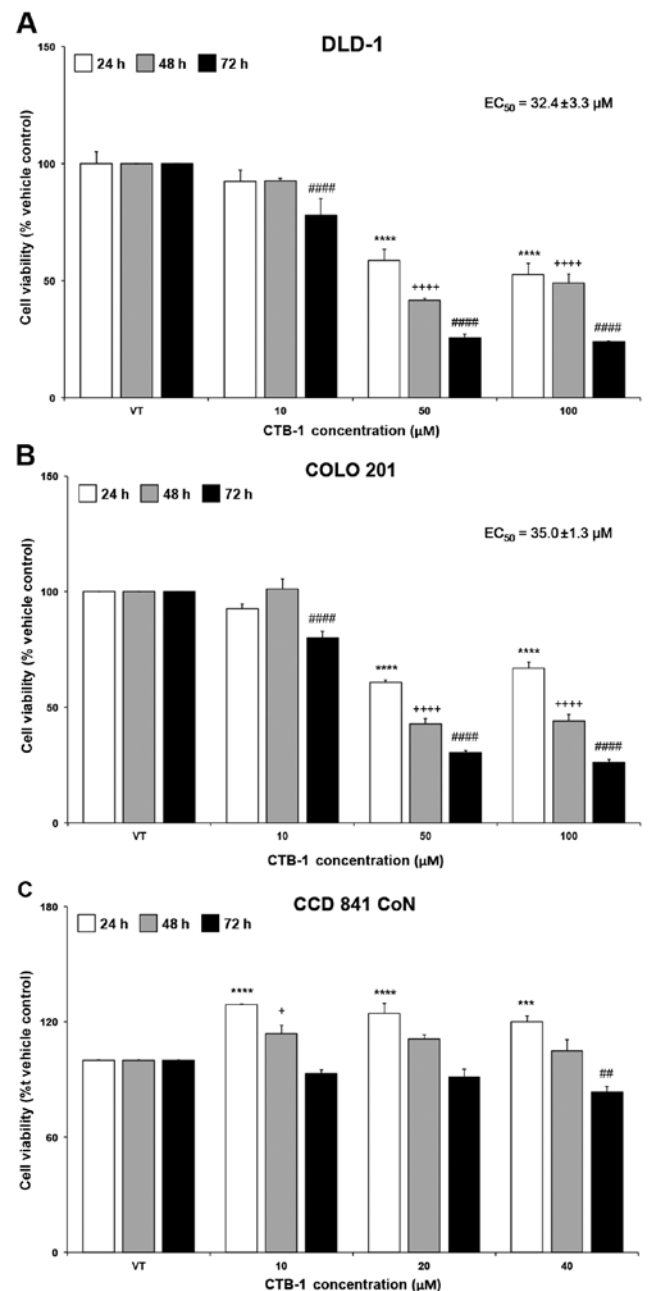 A
DLD-1
150
24 h 48 h 72 h
EC50 = 32.4±3.3 µM
Cell viability (% vehicle control)
100
####
****
****
++++
++++
50
####
####
0
VT 10 50 100
CTB-1 concentration (µM)
B
COLO 201
150
24 h 48 h 72 h
EC50 = 35.0±1.3 µM
Cell viability (% vehicle control)
100
####
****
****
++++
++++
50
####
####
0
VT 10 50 100
CTB-1 concentration (µM)
C
CCD 841 CoN
180
24 h 48 h 72 h
Cell viability (%t vehicle control)
****
****
***
+
120
##
60
0
VT 10 20 40
CTB-1 concentration (µM)